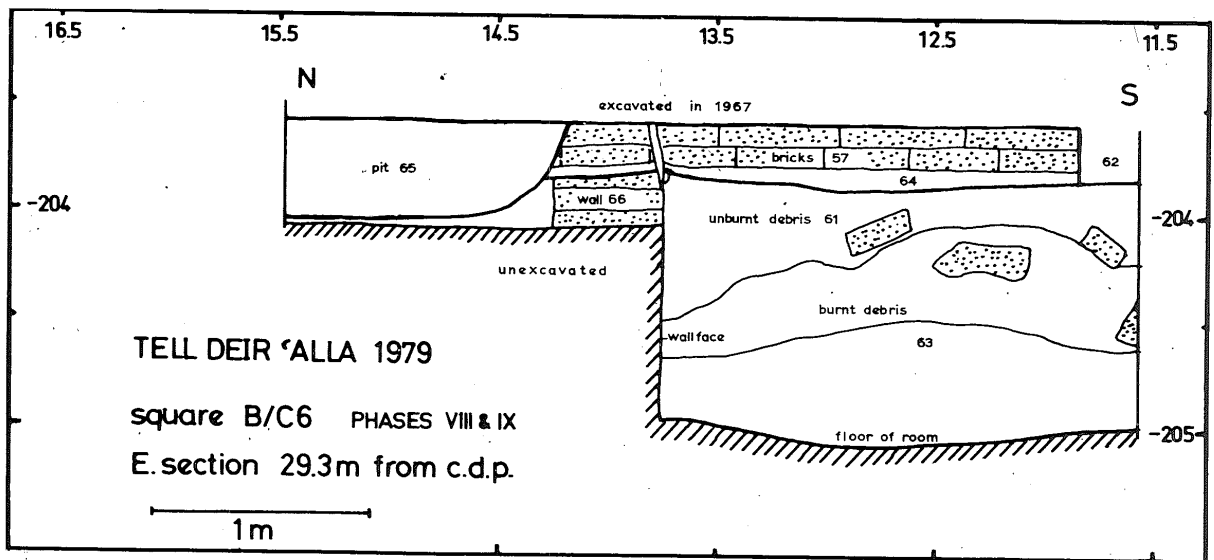 16.5 15.5 14.5 13.5 12.5 11.5
N S
excavated in 1967
bricks 57 62
pit 65
64
-204 wall 66 unburnt debris 61 -204
unexcavated
burnt debris
wall face
63
TELL DEIR ʿALLA 1979
square B/C6 PHASES VIII & IX
floor of room -205
E. section 29.3m from c.d.p.
1m